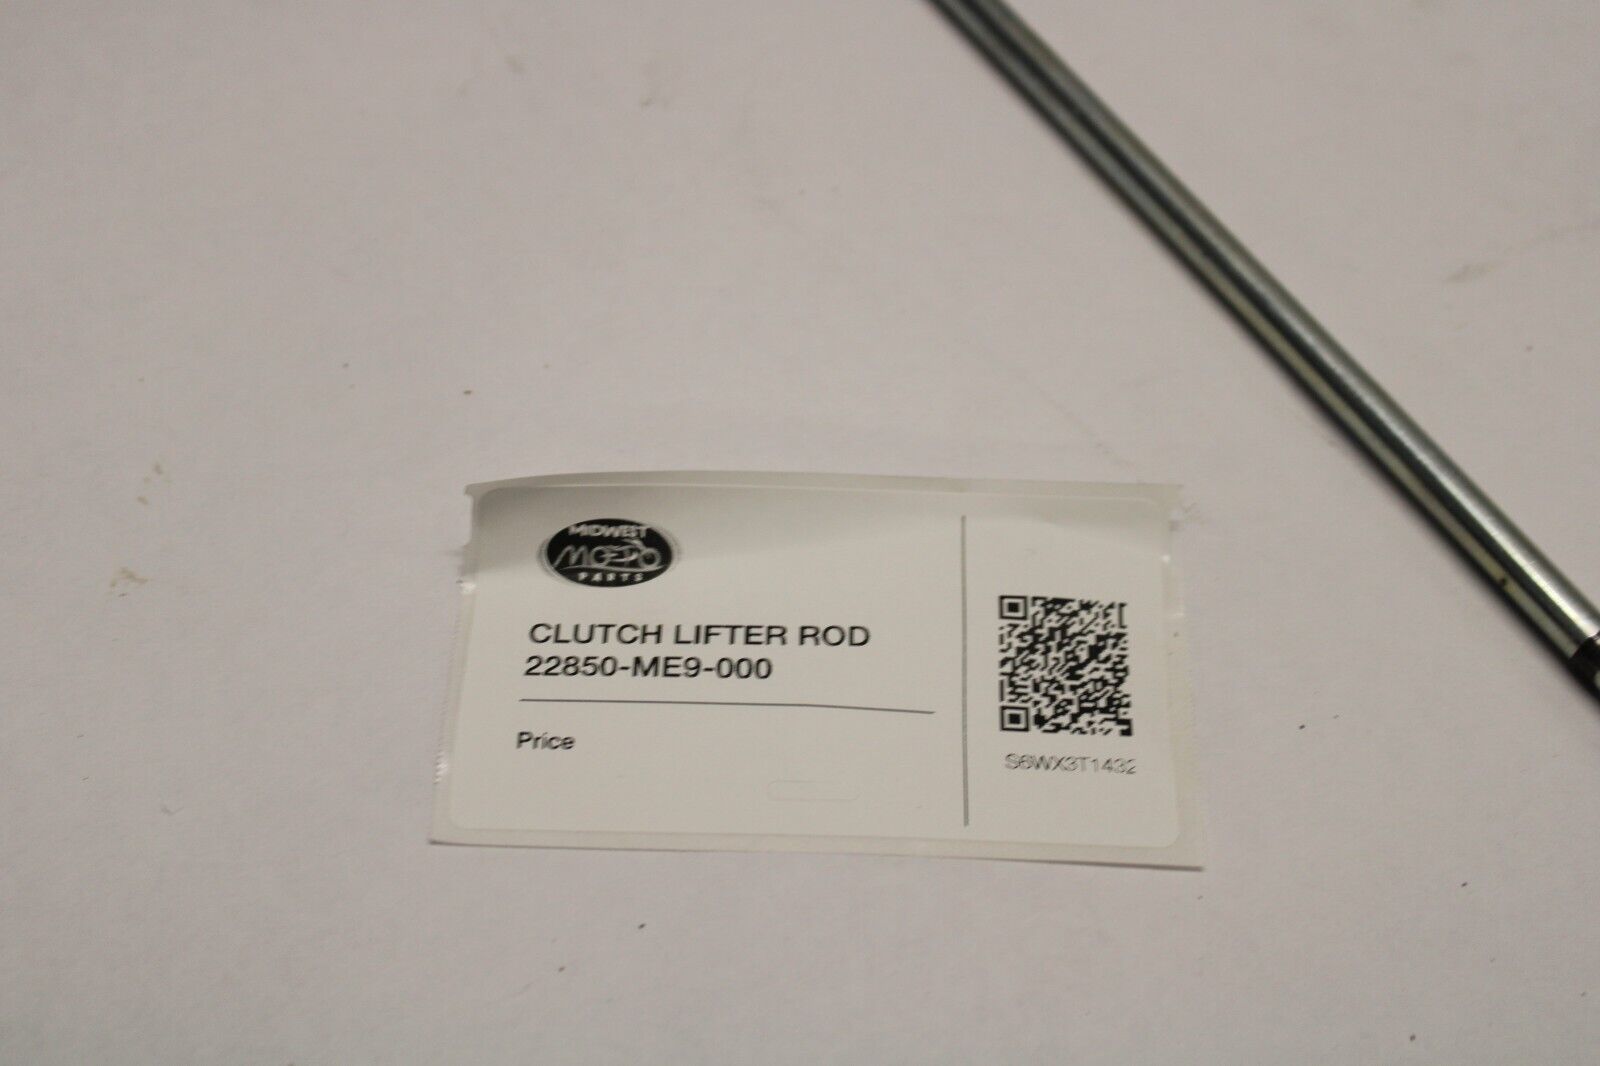 MIDWEST
MOTO
PARTS
CLUTCH LIFTER ROD
22850-ME9-000
Price
S6WX3T1432